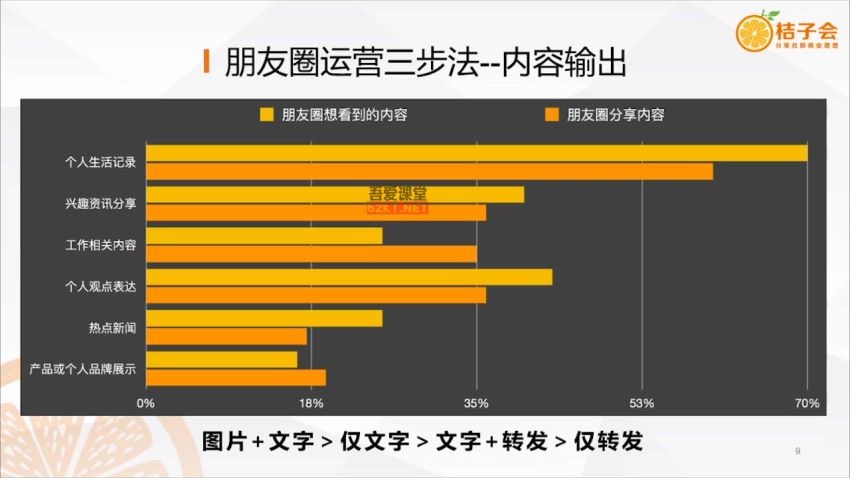 桔子会
分享社群商业思维
朋友圈运营三步法--内容输出
朋友圈想看到的内容
朋友圈分享内容
个人生活记录
兴趣资讯分享
工作相关内容
个人观点表达
热点新闻
产品或个人品牌展示
吾爱课堂
52KT.NET
0%
18%
35%
53%
70%
图片+文字>仅文字>文字+转发>仅转发
9